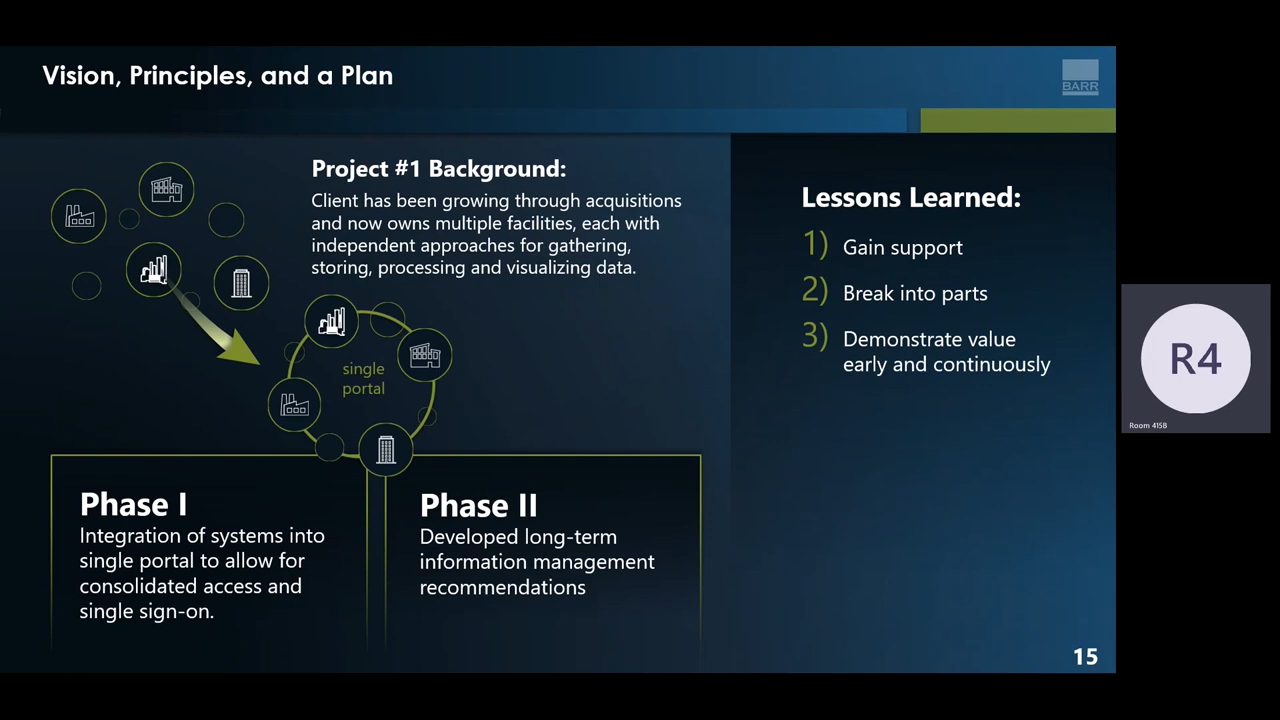 Vision, Principles, and a Plan
BARR
Project #1 Background:
Client has been growing through acquisitions
and now owns multiple facilities, each with
independent approaches for gathering,
storing, processing and visualizing data.
single
portal
Phase I
Integration of systems into
single portal to allow for
consolidated access and
single sign-on.
Phase II
Developed long-term
information management
recommendations
Lessons Learned:
1) Gain support
2) Break into parts
3) Demonstrate value
early and continuously
15
R4
Room 415B